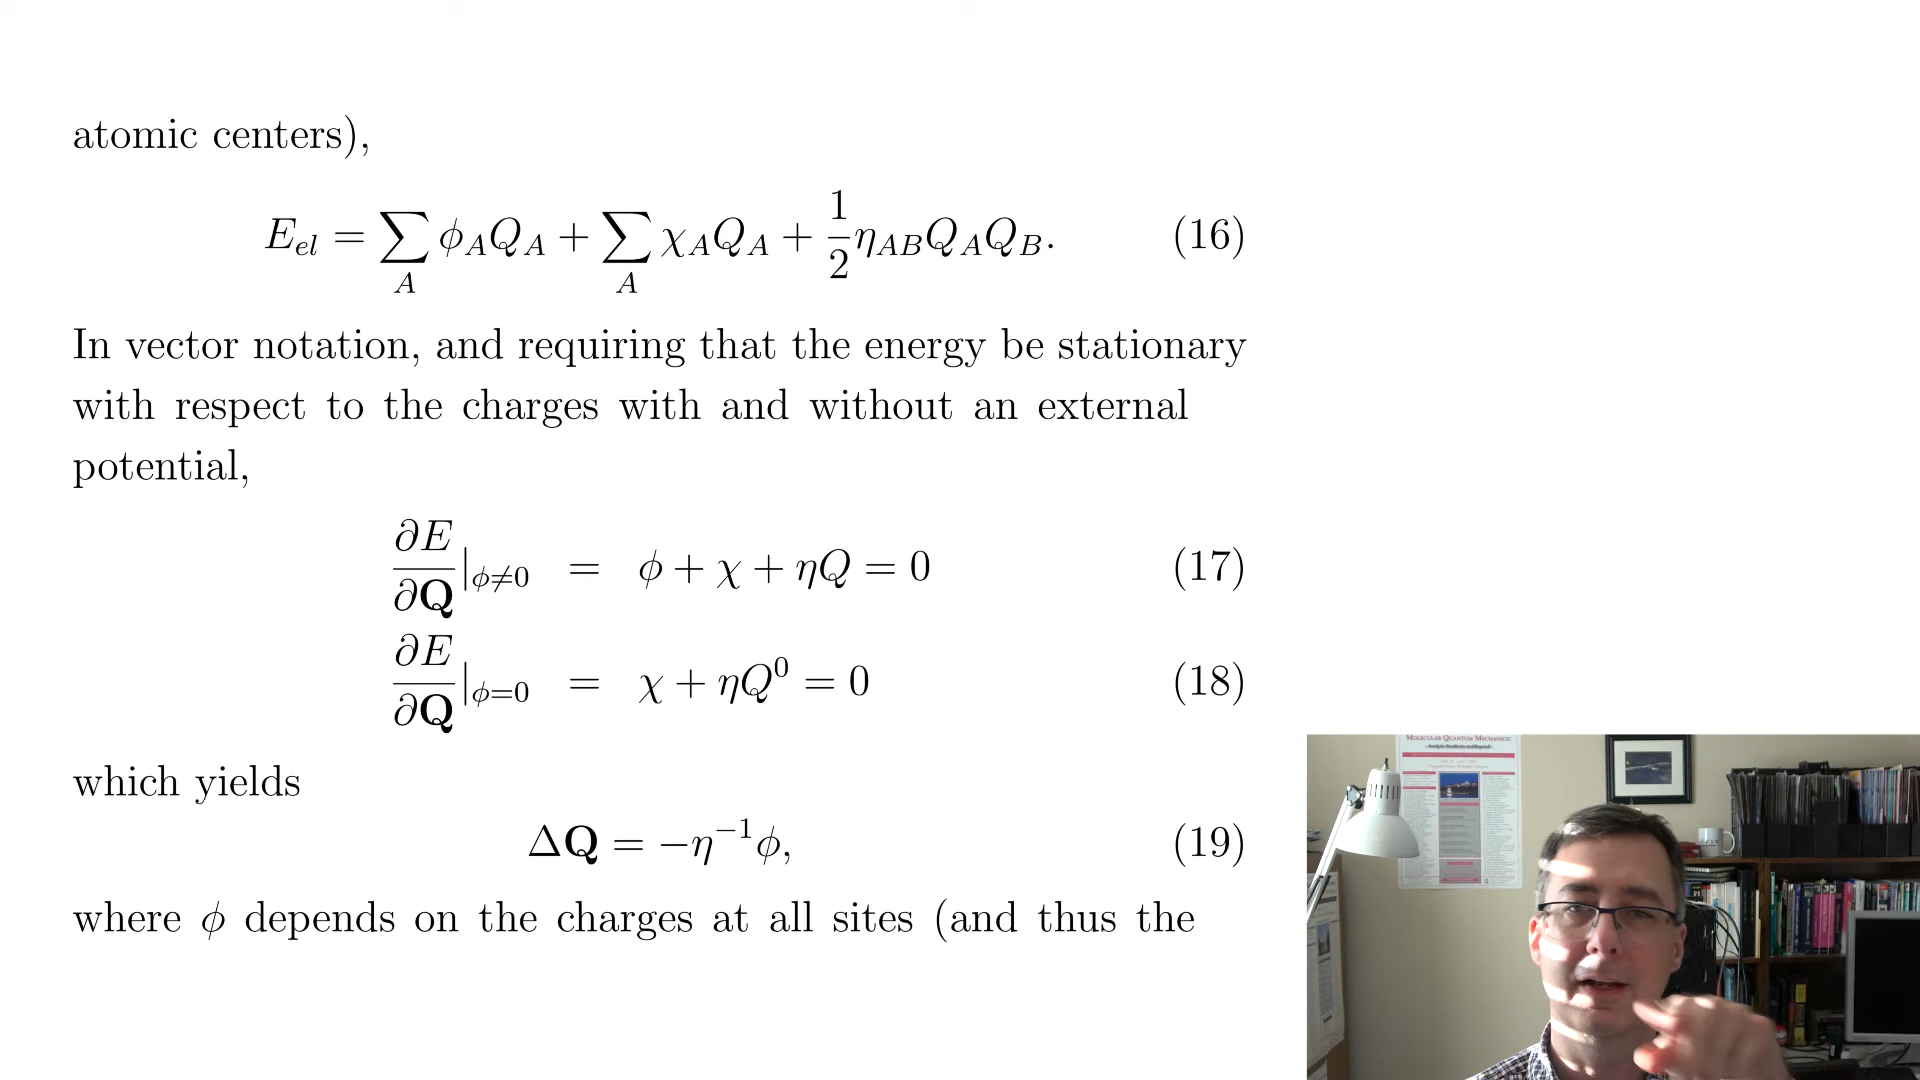 atomic centers),
E_{el} = \sum_A \phi_A Q_A + \sum_A \chi_A Q_A + \frac{1}{2} \eta_{AB} Q_A Q_B. (16)
In vector notation, and requiring that the energy be stationary
with respect to the charges with and without an external
potential,
\frac{\partial E}{\partial \mathbf{Q}}|_{\phi \neq 0} = \phi + \chi + \eta Q = 0 (17)
\frac{\partial E}{\partial \mathbf{Q}}|_{\phi = 0} = \chi + \eta Q^0 = 0 (18)
which yields
\Delta \mathbf{Q} = -\eta^{-1} \phi, (19)
where \phi depends on the charges at all sites (and thus the
MOLECULAR QUANTUM MECHANICS